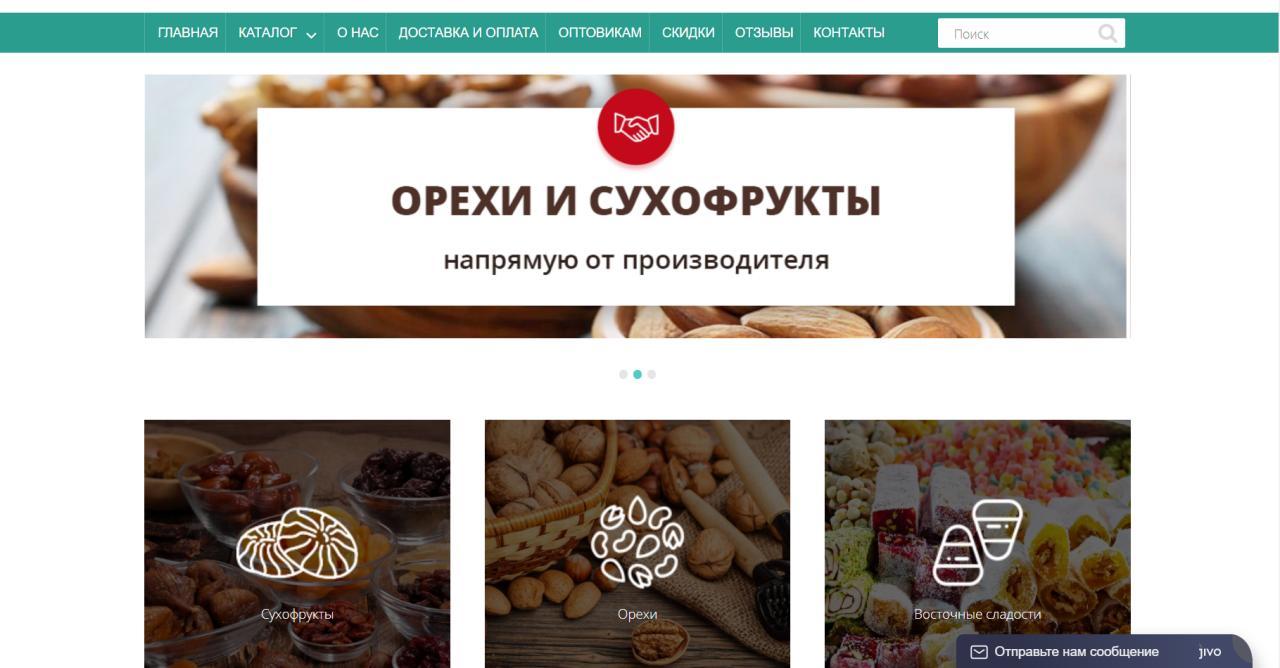 ГЛАВНАЯ КАТАЛОГ О НАС ДОСТАВКА И ОПЛАТА ОПТОВИКАМ СКИДКИ ОТЗЫВЫ КОНТАКТЫ Поиск
ОРЕХИ И СУХОФРУКТЫ
напрямую от производителя
Сухофрукты Орехи Восточные сладости
Отправьте нам сообщение jivo